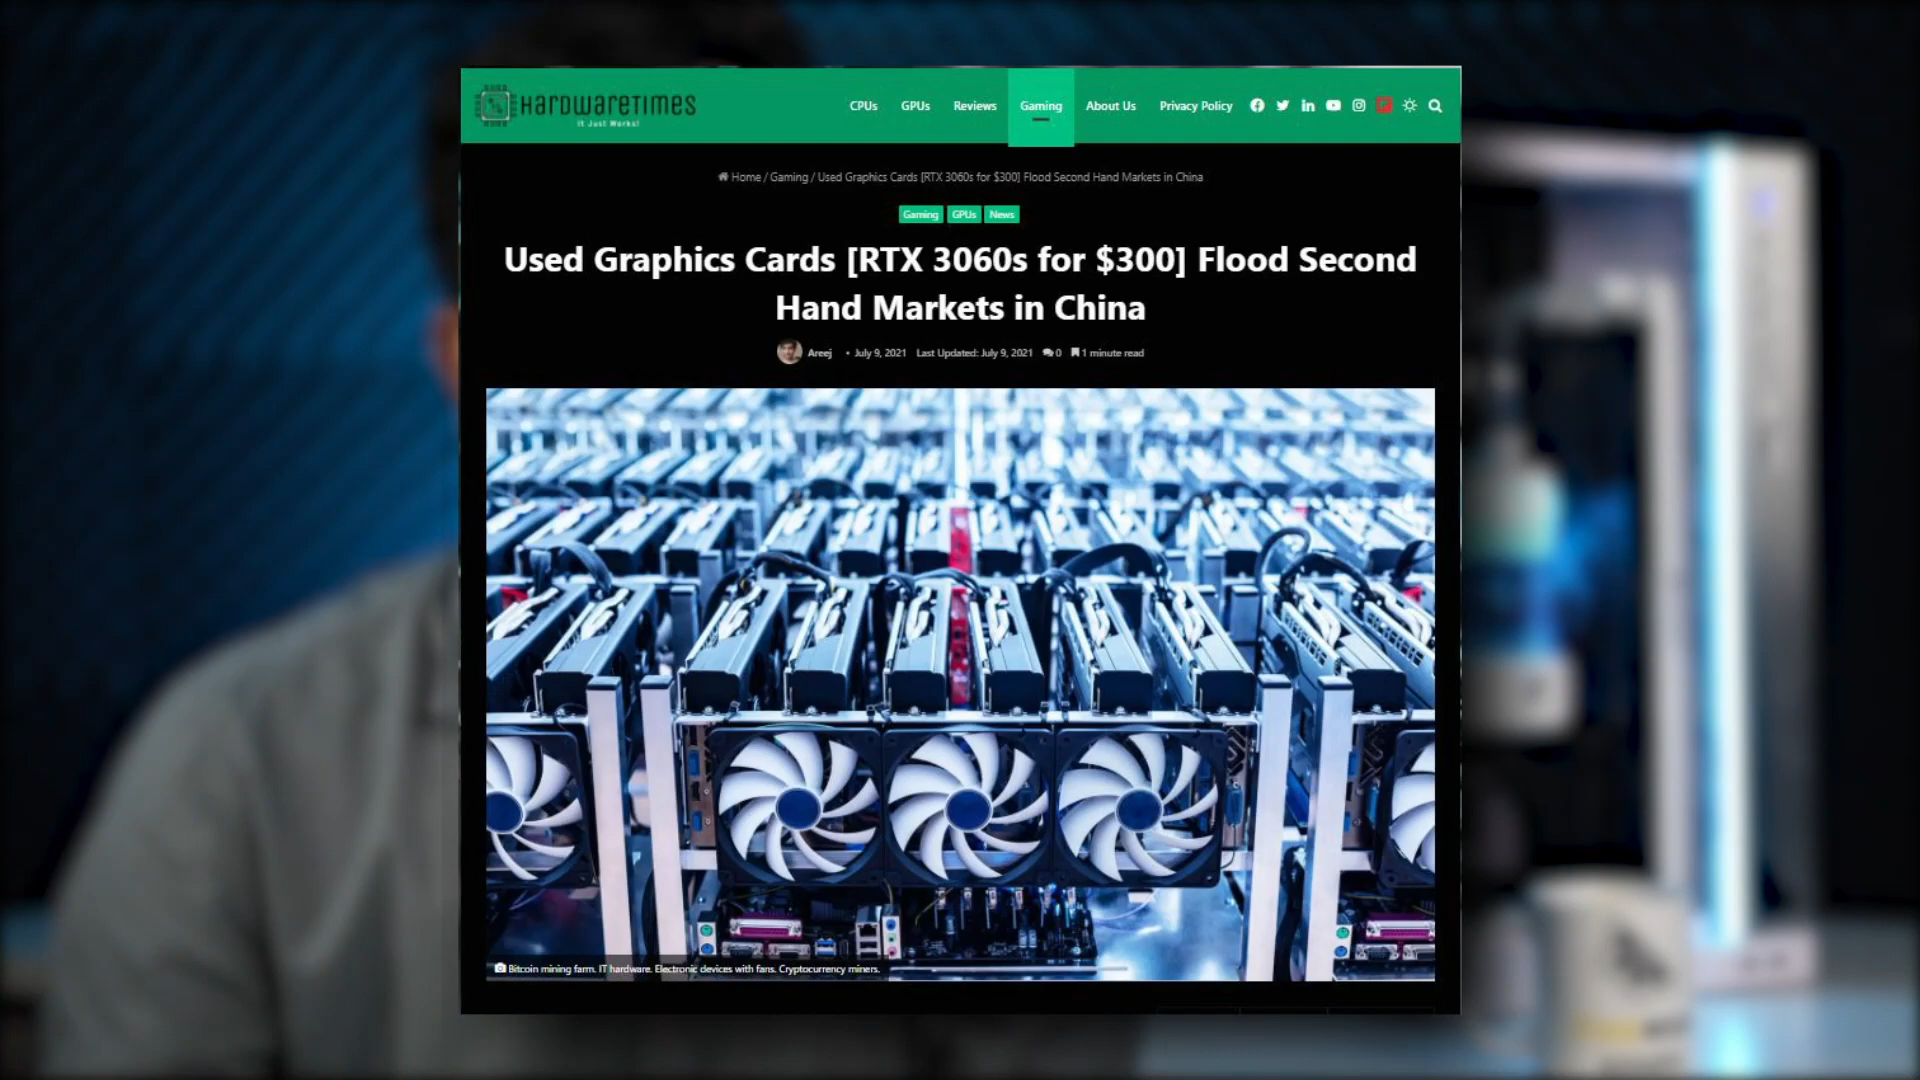 HARDWARETIMES
It Just Works!
CPUs GPUs Reviews Gaming About Us Privacy Policy
Home / Gaming / Used Graphics Cards [RTX 3060s for $300] Flood Second Hand Markets in China
Gaming GPUs News
Used Graphics Cards [RTX 3060s for $300] Flood Second
Hand Markets in China
Areej • July 9, 2021 Last Updated: July 9, 2021 0 1 minute read
Bitcoin mining farm. IT hardware. Electronic devices with fans. Cryptocurrency miners.